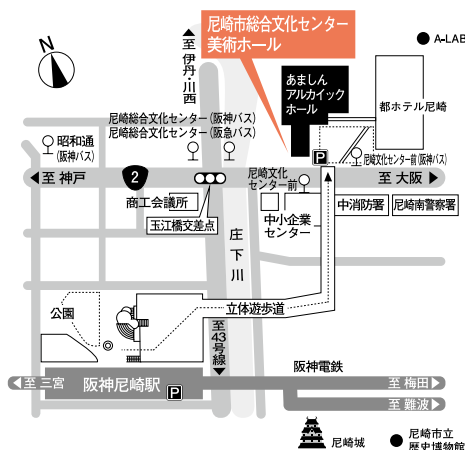 N
至伊丹・川西
尼崎市総合文化センター
美術ホール
A-LAB
あましん
アルカイック
ホール
都ホテル尼崎
尼崎総合文化センター(阪神バス)
尼崎総合文化センター(阪急バス)
昭和通
(阪神バス)
P
尼崎文化センター前(阪神バス)
至神戸
2
尼崎文化
センター前
至大阪
商工会議所
玉江橋交差点
中小企業
センター
中消防署
尼崎南警察署
庄下川
公園
立体遊歩道
至43号線
阪神電鉄
至三宮
阪神尼崎駅
P
至梅田
至難波
尼崎城
尼崎市立
歴史博物館